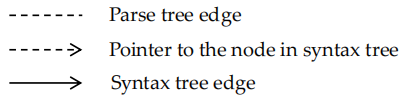 Parse tree edge
Pointer to the node in syntax tree
Syntax tree edge